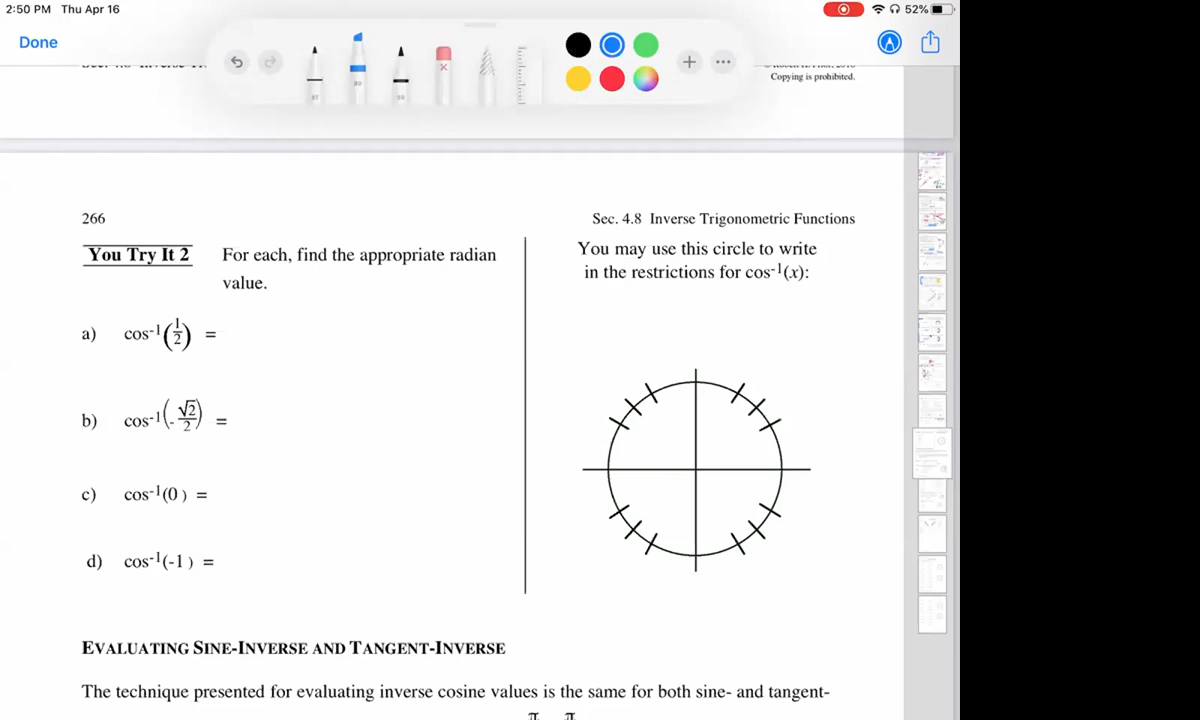 2:50 PM Thu Apr 16
52%
Done
Copying is prohibited.
266
Sec. 4.8 Inverse Trigonometric Functions
You Try It 2
For each, find the appropriate radian
value.
You may use this circle to write
in the restrictions for cos⁻¹(x):
a) cos⁻¹(1/2) =
b) cos⁻¹(-√2/2) =
c) cos⁻¹(0) =
d) cos⁻¹(-1) =
EVALUATING SINE-INVERSE AND TANGENT-INVERSE
The technique presented for evaluating inverse cosine values is the same for both sine- and tangent-
π π